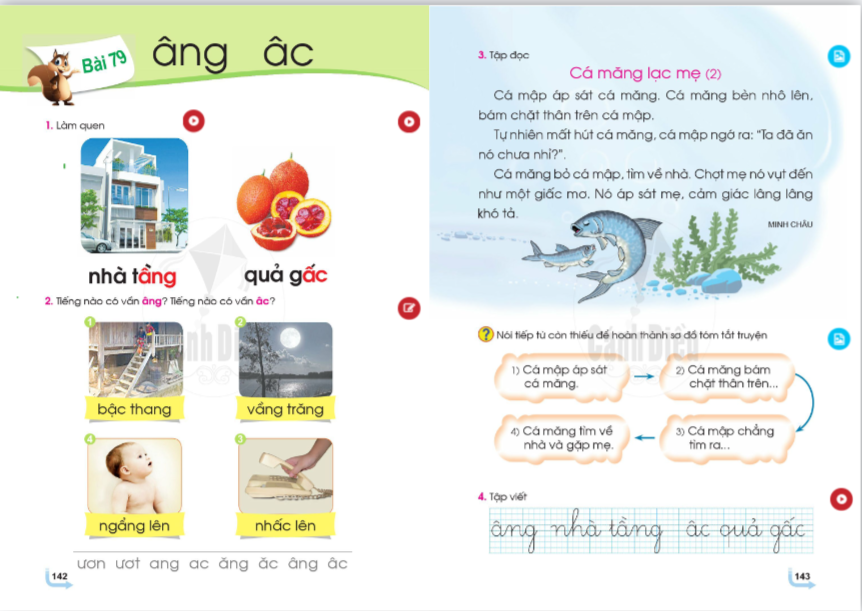 Bài 79
âng âc
1. Làm quen
nhà tầng
quả gấc
2. Tiếng nào có vần âng? Tiếng nào có vần âc?
1
bậc thang
2
vầng trăng
4
ngẩng lên
3
nhấc lên
ươn ươt ang ac ăng ăc âng âc
142
3. Tập đọc
Cá măng lạc mẹ (2)
Cá mập áp sát cá măng. Cá măng bèn nhô lên,
bám chặt thân trên cá mập.
Tự nhiên mất hút cá măng, cá mập ngớ ra: "Ta đã ăn
nó chưa nhỉ?".
Cá măng bỏ cá mập, tìm về nhà. Chợt mẹ nó vụt đến
như một giấc mơ. Nó áp sát mẹ, cảm giác lâng lâng
khó tả.
MINH CHÂU
? Nói tiếp từ còn thiếu để hoàn thành sơ đồ tóm tắt truyện
1) Cá mập áp sát
cá măng.
2) Cá măng bám
chặt thân trên...
4) Cá măng tìm về
nhà và gặp mẹ.
3) Cá mập chẳng
tìm ra...
4. Tập viết
âng nhà tầng âc quả gấc
143
Cánh Diều
Cánh Diều